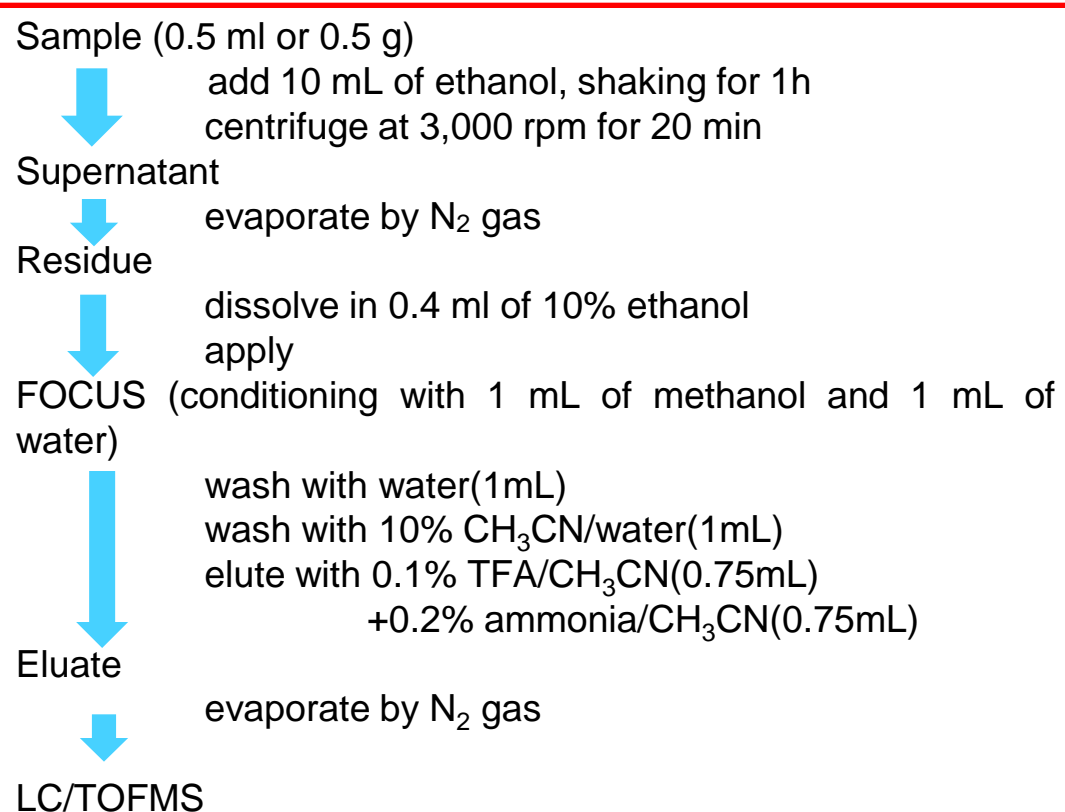 Sample (0.5 ml or 0.5 g)
add 10 mL of ethanol, shaking for 1h
centrifuge at 3,000 rpm for 20 min
Supernatant
evaporate by N₂ gas
Residue
dissolve in 0.4 ml of 10% ethanol
apply
FOCUS (conditioning with 1 mL of methanol and 1 mL of
water)
wash with water(1mL)
wash with 10% CH₃CN/water(1mL)
elute with 0.1% TFA/CH₃CN(0.75mL)
+0.2% ammonia/CH₃CN(0.75mL)
Eluate
evaporate by N₂ gas
LC/TOFMS